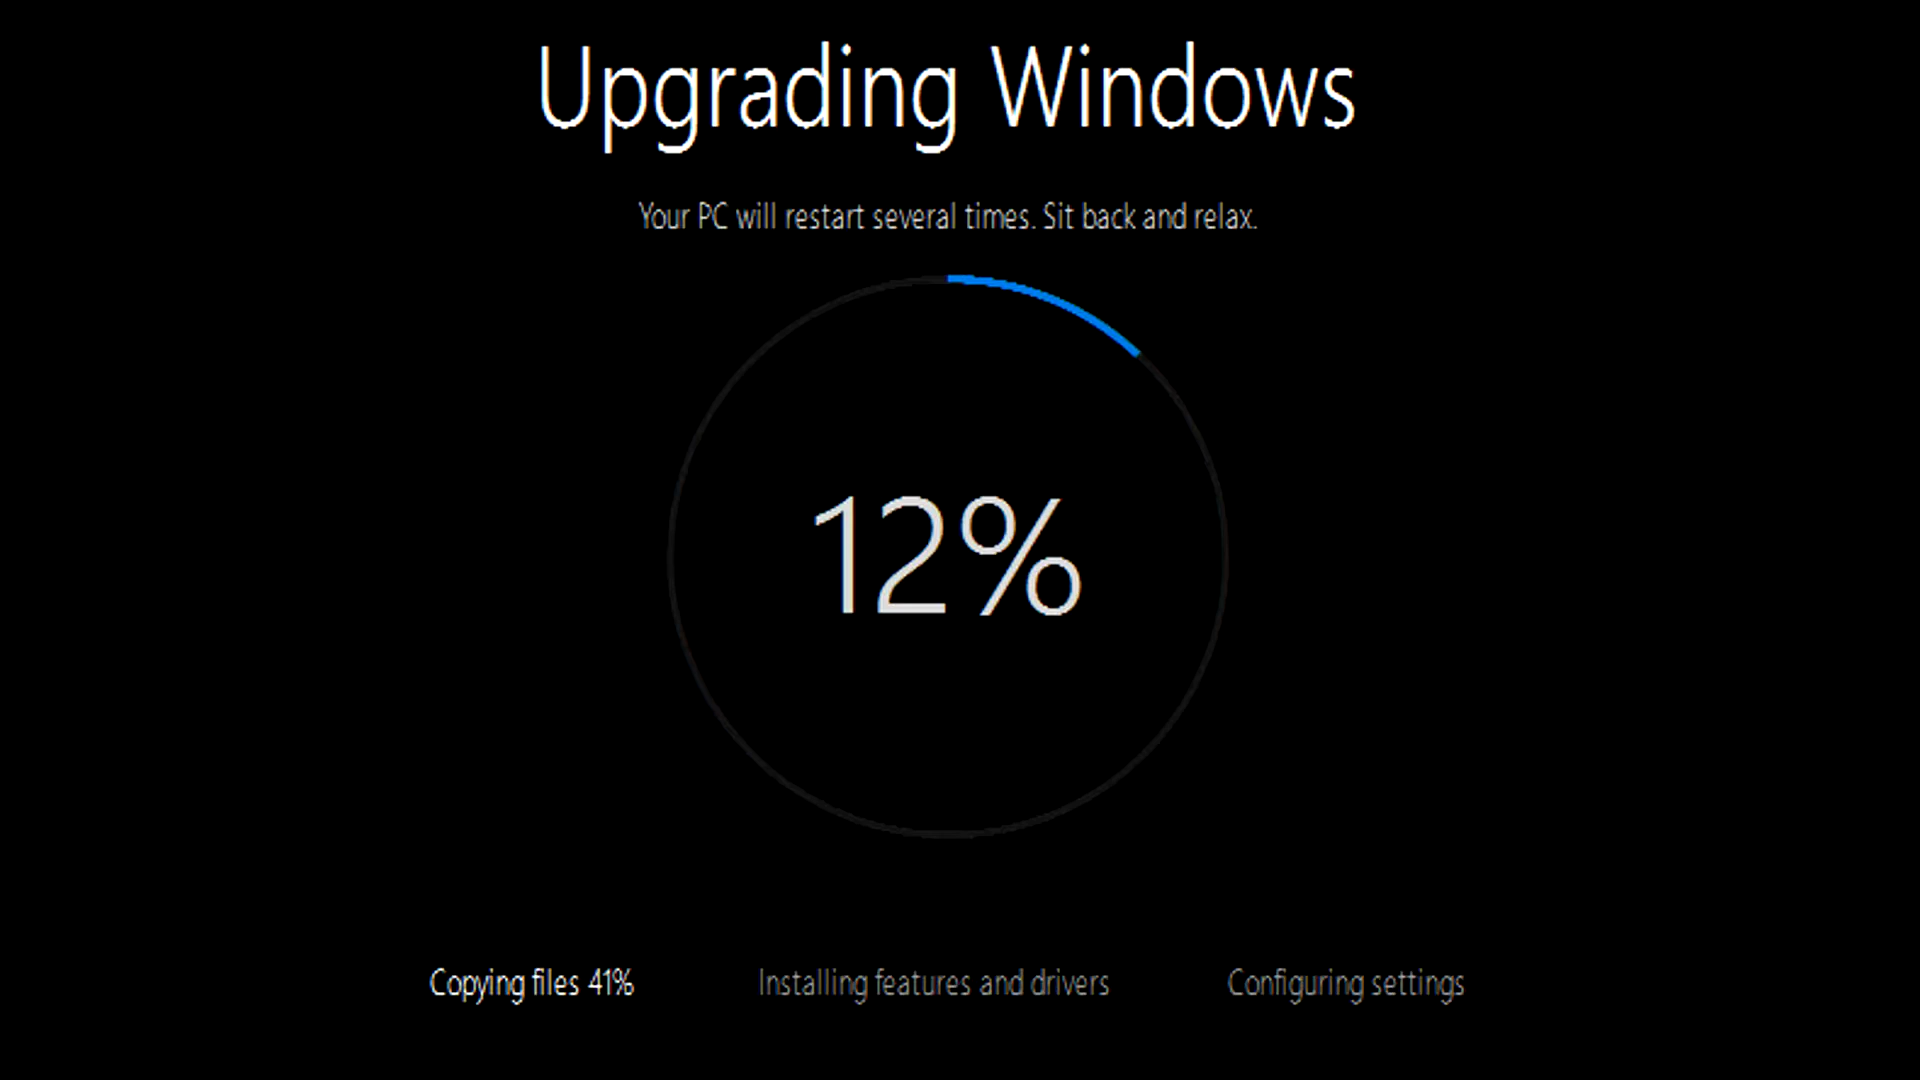 Upgrading Windows
Your PC will restart several times. Sit back and relax.
12%
Copying files 41%
Installing features and drivers
Configuring settings